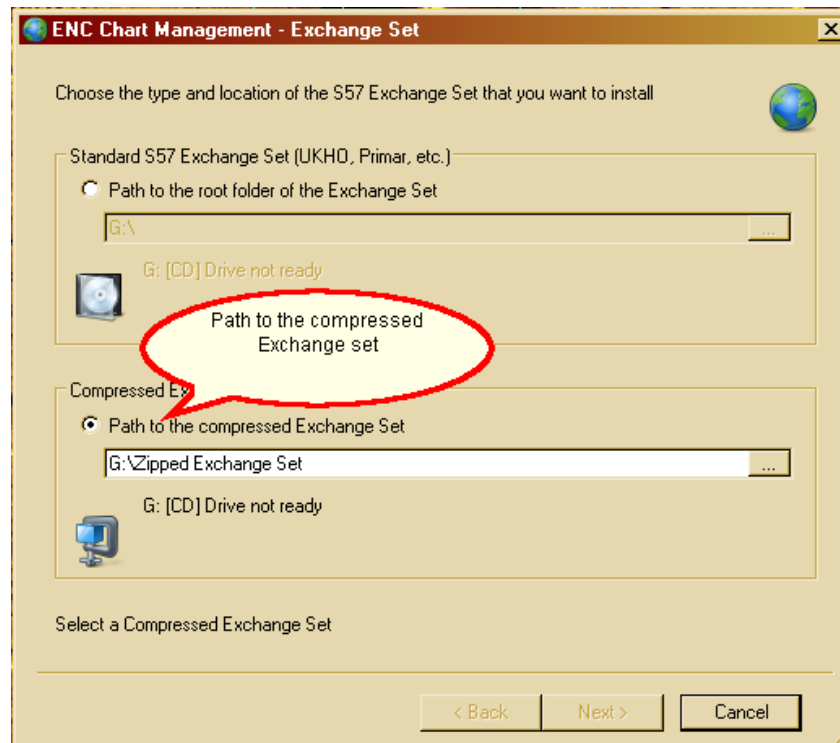 ENC Chart Management - Exchange Set
Choose the type and location of the S57 Exchange Set that you want to install
Standard S57 Exchange Set (UKHO, Primar, etc.)
Path to the root folder of the Exchange Set
G:\
...
G: [CD] Drive not ready
Path to the compressed
Exchange set
Compressed Ex
Path to the compressed Exchange Set
G:\Zipped Exchange Set
...
G: [CD] Drive not ready
Select a Compressed Exchange Set
< Back
Next >
Cancel